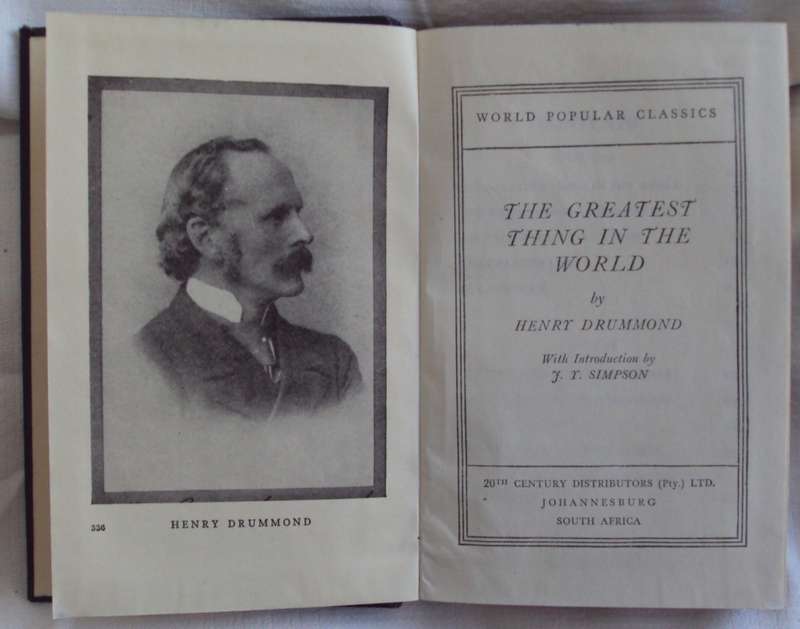 336
HENRY DRUMMOND
WORLD POPULAR CLASSICS
THE GREATEST
THING IN THE
WORLD
by
HENRY DRUMMOND
With Introduction by
J. Y. SIMPSON
20TH CENTURY DISTRIBUTORS (Pty.) LTD.
JOHANNESBURG
SOUTH AFRICA